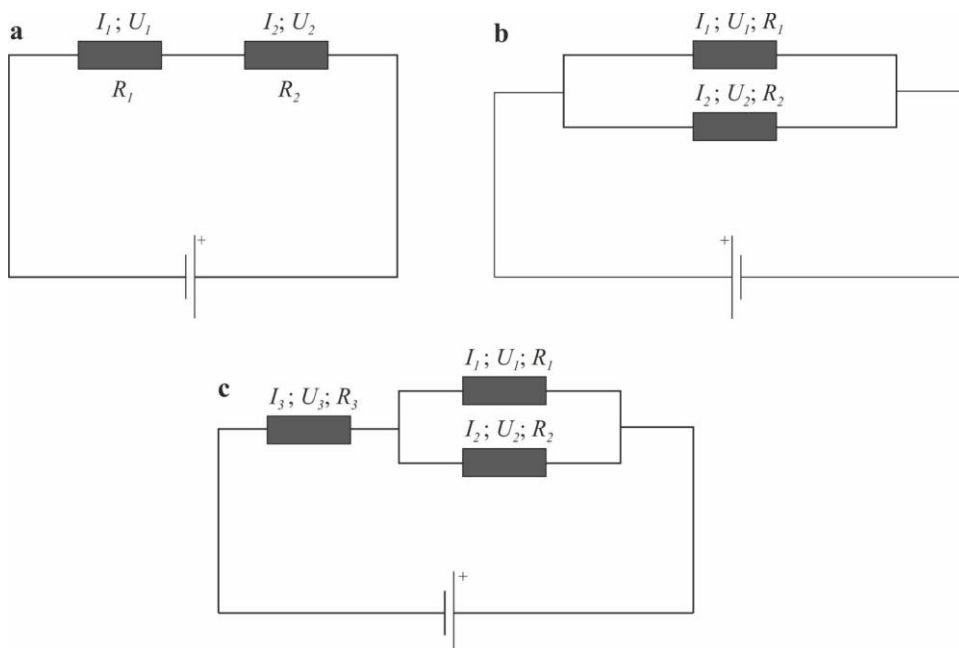 a
I1; U1 I2; U2
R1 R2
+
b
I1; U1; R1
I2; U2; R2
+
c
I3; U3; R3
I1; U1; R1
I2; U2; R2
+